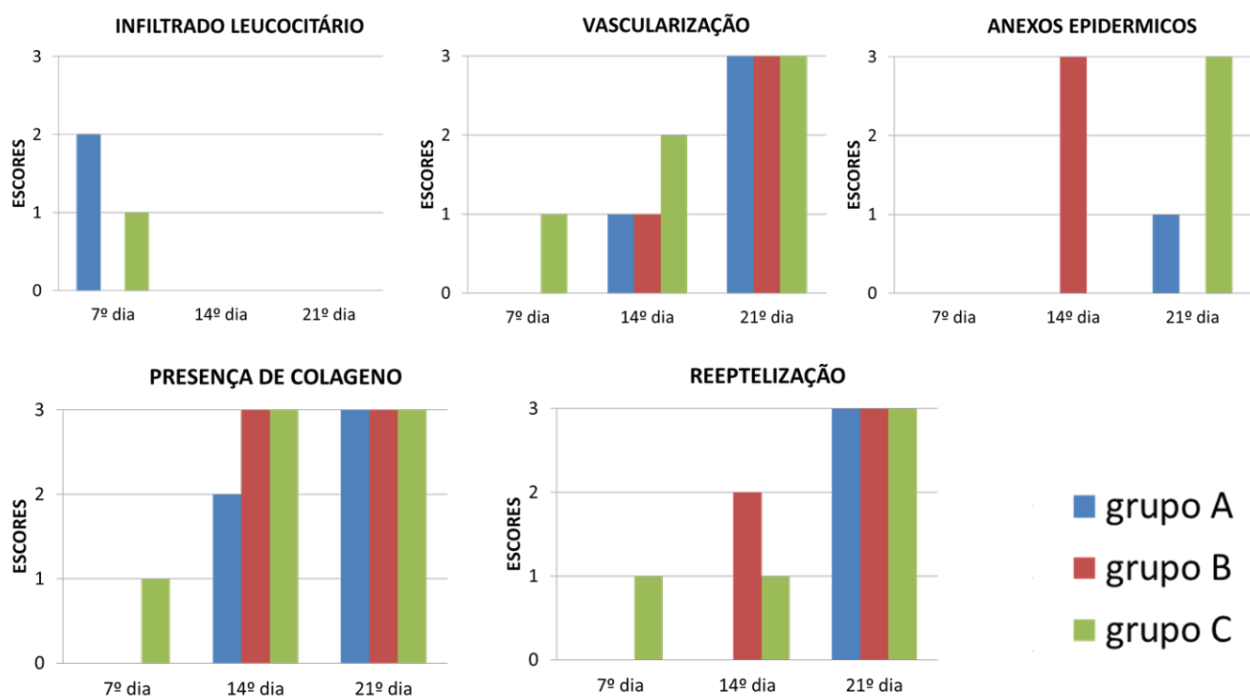 INFILTRADO LEUCOCITÁRIO
ESCORES
3
2
1
0
7º dia 14º dia 21º dia
VASCULARIZAÇÃO
ESCORES
3
2
1
0
7º dia 14º dia 21º dia
ANEXOS EPIDERMICOS
ESCORES
3
2
1
0
7º dia 14º dia 21º dia
PRESENÇA DE COLAGENO
ESCORES
3
2
1
0
7º dia 14º dia 21º dia
REEPTELIZAÇÃO
ESCORES
3
2
1
0
7º dia 14º dia 21º dia
grupo A
grupo B
grupo C